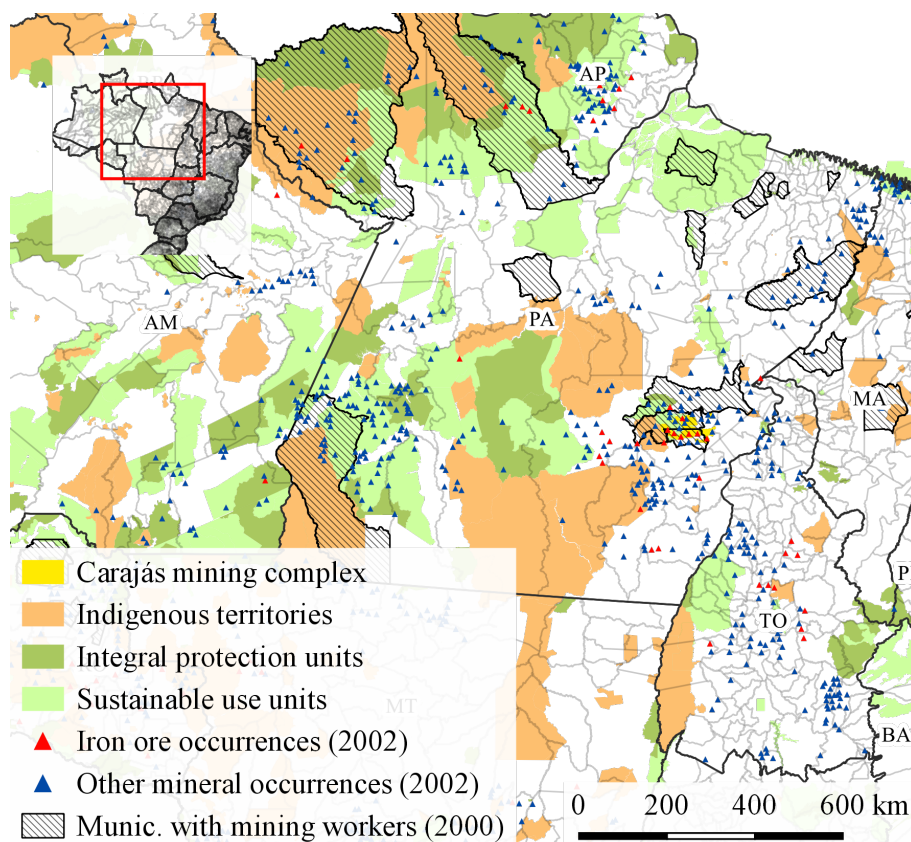 AP
AM
PA
MA
P
TO
MT
BA
Carajás mining complex
Indigenous territories
Integral protection units
Sustainable use units
Iron ore occurrences (2002)
Other mineral occurrences (2002)
Munic. with mining workers (2000)
0 200 400 600 km